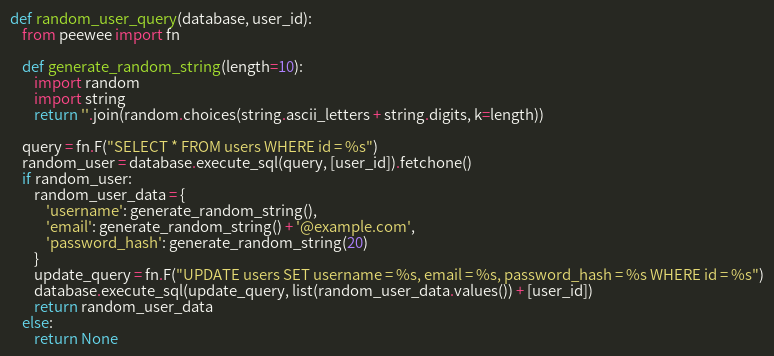 def random_user_query(database, user_id):
    from peewee import fn

    def generate_random_string(length=10):
        import random
        import string
        return ''.join(random.choices(string.ascii_letters + string.digits, k=length))

    query = fn.F("SELECT * FROM users WHERE id = %s")
    random_user = database.execute_sql(query, [user_id]).fetchone()
    if random_user:
        random_user_data = {
            'username': generate_random_string(),
            'email': generate_random_string() + '@example.com',
            'password_hash': generate_random_string(20)
        }
        update_query = fn.F("UPDATE users SET username = %s, email = %s, password_hash = %s WHERE id = %s")
        database.execute_sql(update_query, list(random_user_data.values()) + [user_id])
        return random_user_data
    else:
        return None